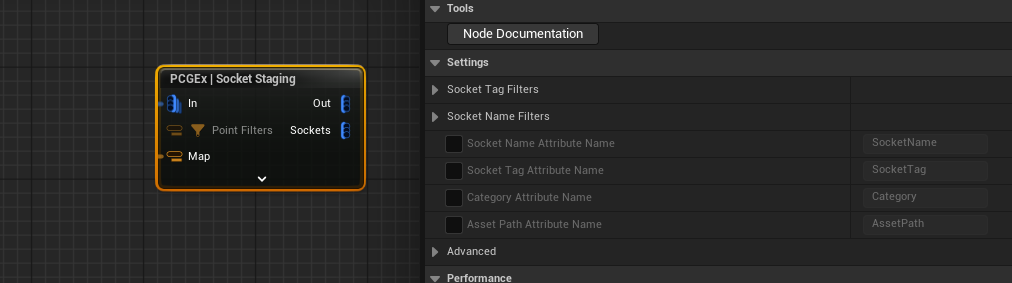 PCGEx | Socket Staging
In
Out
Point Filters
Sockets
Map
Tools
Node Documentation
Settings
Socket Tag Filters
Socket Name Filters
Socket Name Attribute Name
SocketName
Socket Tag Attribute Name
SocketTag
Category Attribute Name
Category
Asset Path Attribute Name
AssetPath
Advanced
Performance